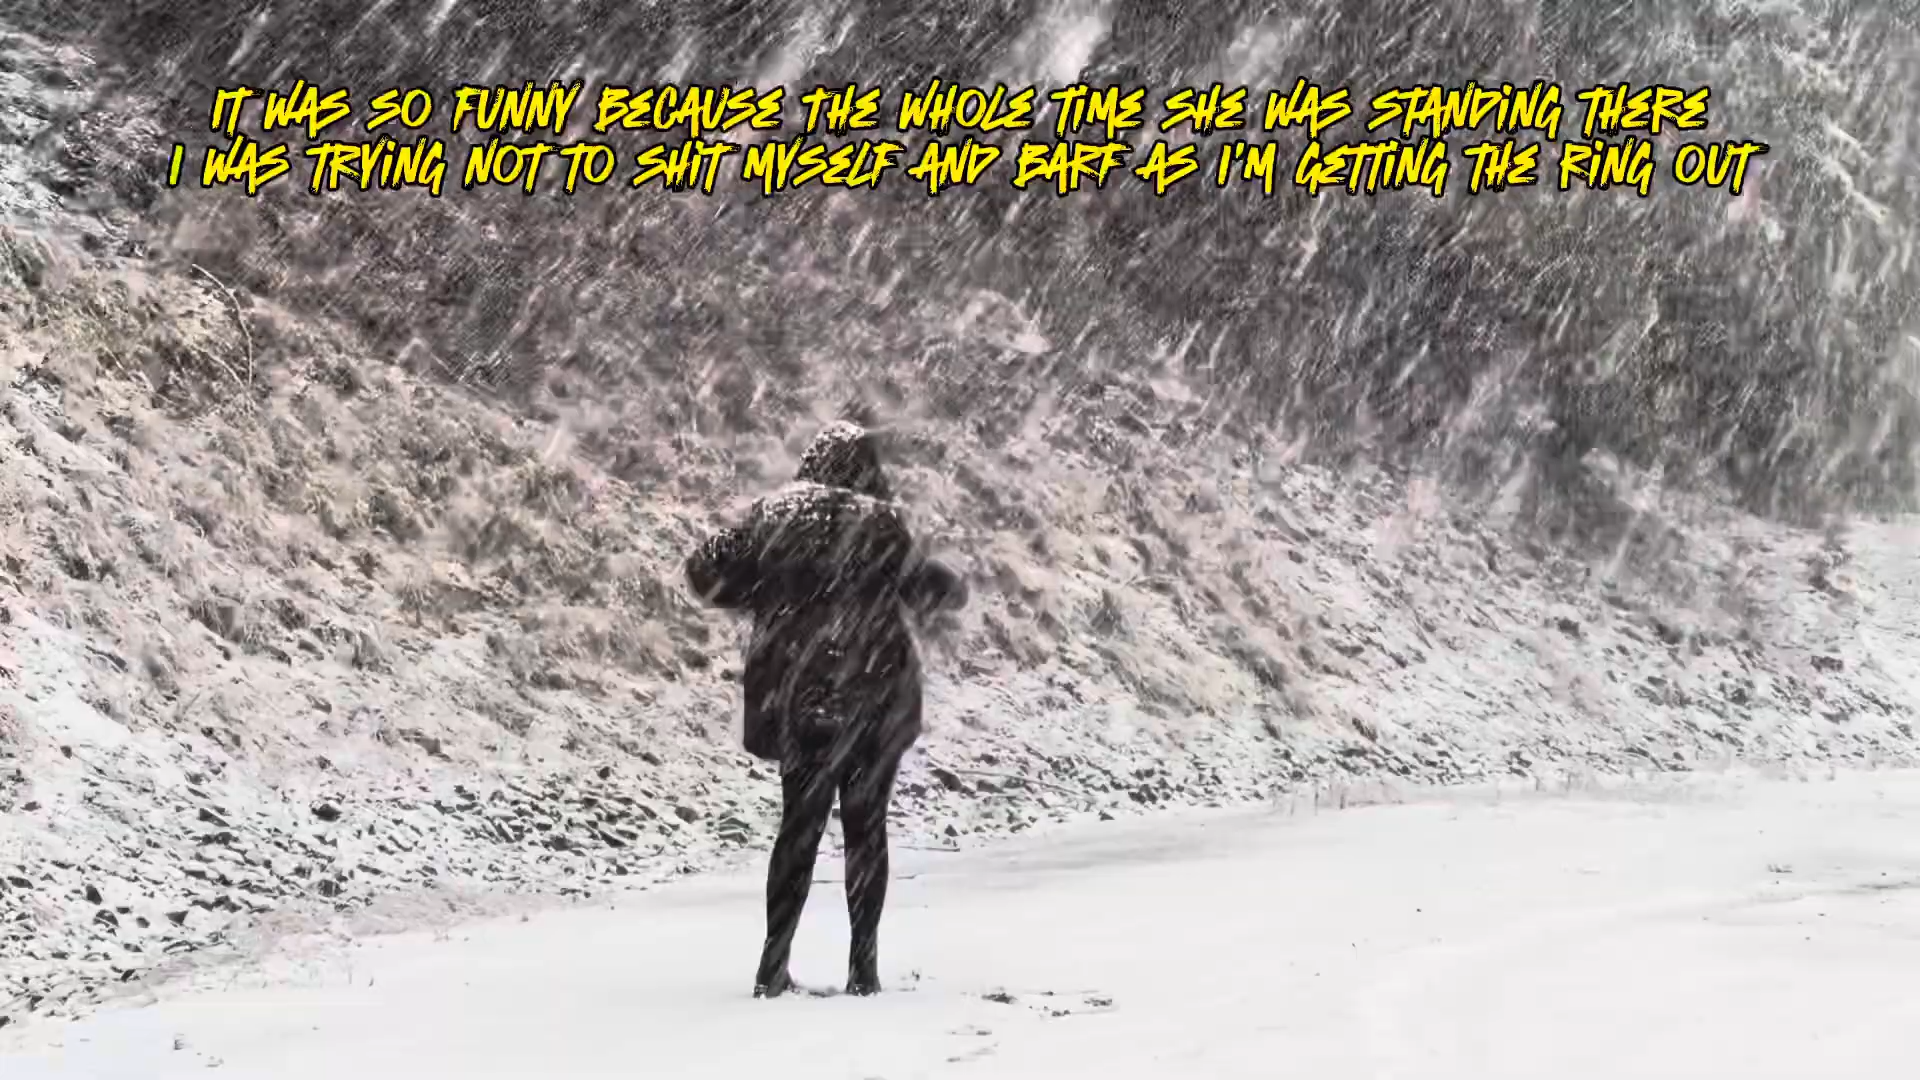 IT WAS SO FUNNY BECAUSE THE WHOLE TIME SHE WAS STANDING THERE
I WAS TRYING NOT TO SHIT MYSELF AND BARF AS I'M GETTING THE RING OUT